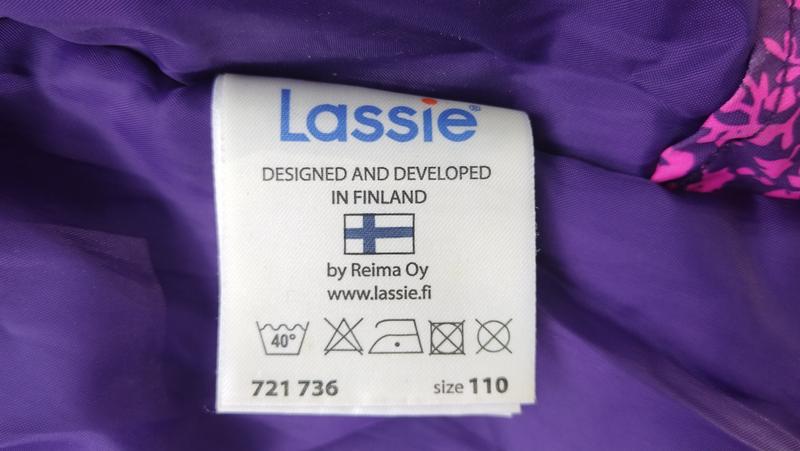 Lassie®
DESIGNED AND DEVELOPED
IN FINLAND
by Reima Oy
www.lassie.fi
40°
721 736 size 110